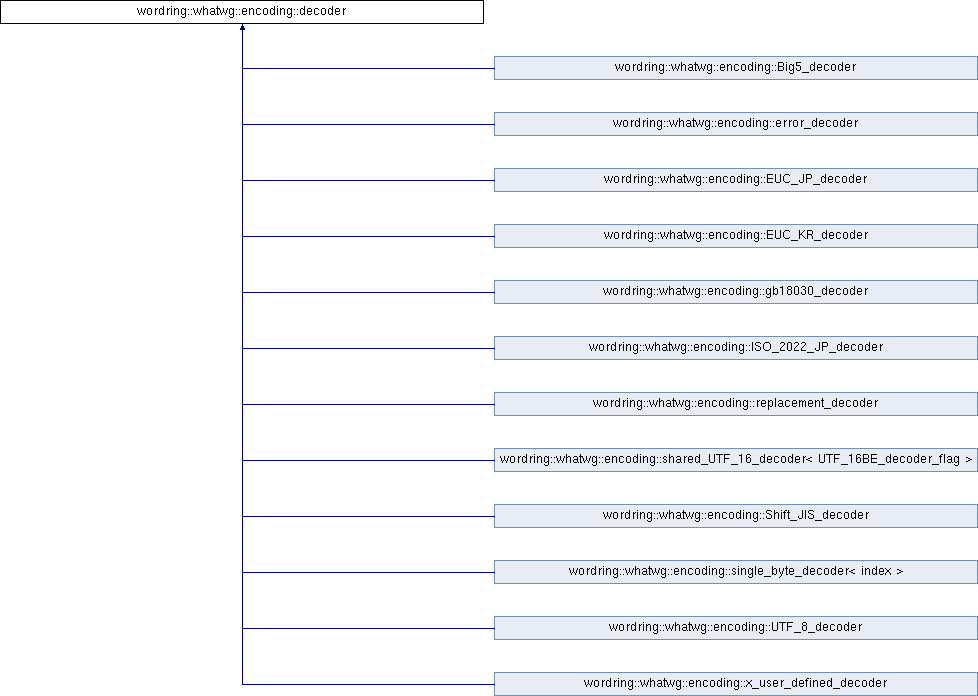 wordring::whatwg::encoding::decoder
wordring::whatwg::encoding::Big5_decoder
wordring::whatwg::encoding::error_decoder
wordring::whatwg::encoding::EUC_JP_decoder
wordring::whatwg::encoding::EUC_KR_decoder
wordring::whatwg::encoding::gb18030_decoder
wordring::whatwg::encoding::ISO_2022_JP_decoder
wordring::whatwg::encoding::replacement_decoder
wordring::whatwg::encoding::shared_UTF_16_decoder< UTF_16BE_decoder_flag >
wordring::whatwg::encoding::Shift_JIS_decoder
wordring::whatwg::encoding::single_byte_decoder< index >
wordring::whatwg::encoding::UTF_8_decoder
wordring::whatwg::encoding::x_user_defined_decoder